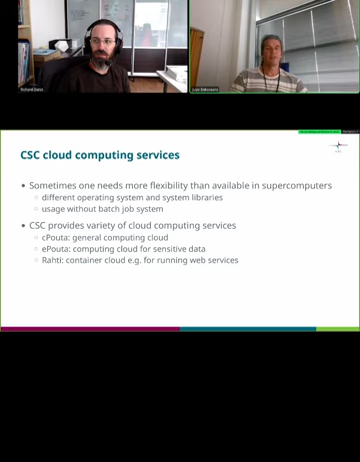 CSC cloud computing services
Sometimes one needs more flexibility than available in supercomputers
different operating system and system libraries
usage without batch job system
CSC provides variety of cloud computing services
cPouta: general computing cloud
ePouta: computing cloud for sensitive data
Rahti: container cloud e.g. for running web services